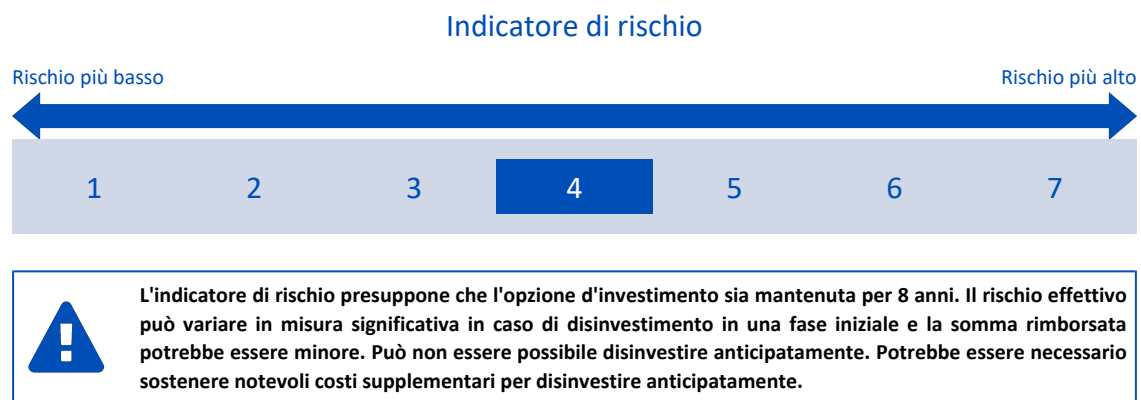 Indicatore di rischio
Rischio più basso
Rischio più alto
1 2 3 4 5 6 7
L'indicatore di rischio presuppone che l'opzione d'investimento sia mantenuta per 8 anni. Il rischio effettivo
può variare in misura significativa in caso di disinvestimento in una fase iniziale e la somma rimborsata
potrebbe essere minore. Può non essere possibile disinvestire anticipatamente. Potrebbe essere necessario
sostenere notevoli costi supplementari per disinvestire anticipatamente.